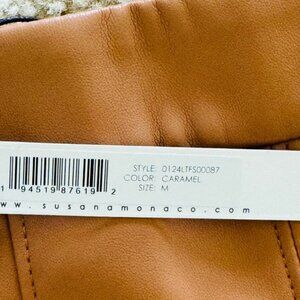 STYLE: 0124LTFS00087
COLOR: CARAMEL
SIZE: M
1 94519 87619 2
www.susanamonaco.com